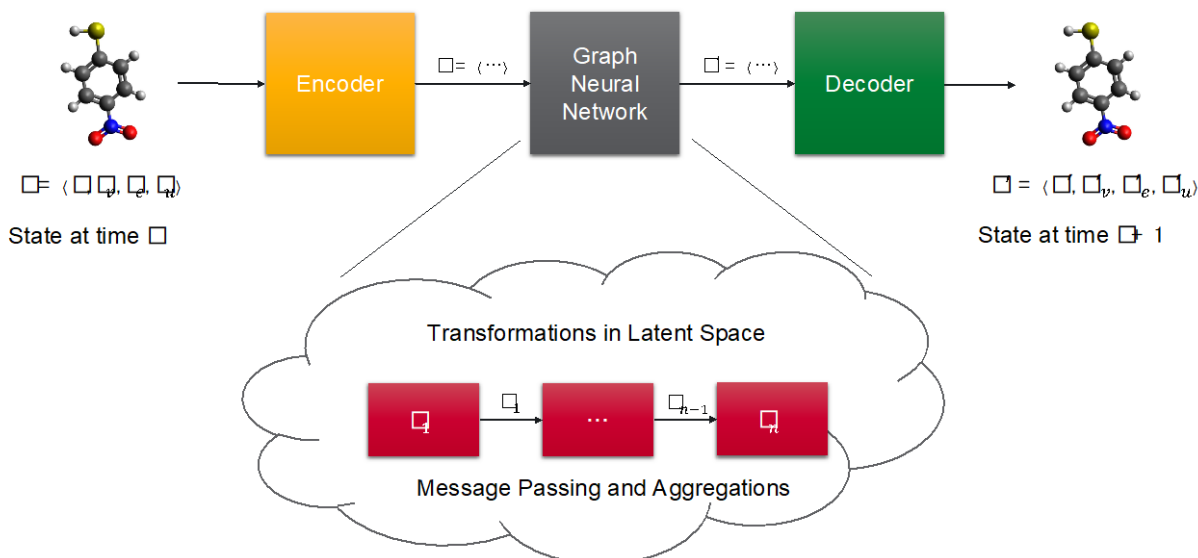 Encoder
□= ⟨⋯⟩
Graph
Neural
Network
□' = ⟨⋯⟩
Decoder
□= ⟨□, □v, □e, □u⟩
State at time □
□' = ⟨□', □'v, □'e, □'u⟩
State at time □+ 1
Transformations in Latent Space
□1
□1
⋯
□n−1
□n
Message Passing and Aggregations